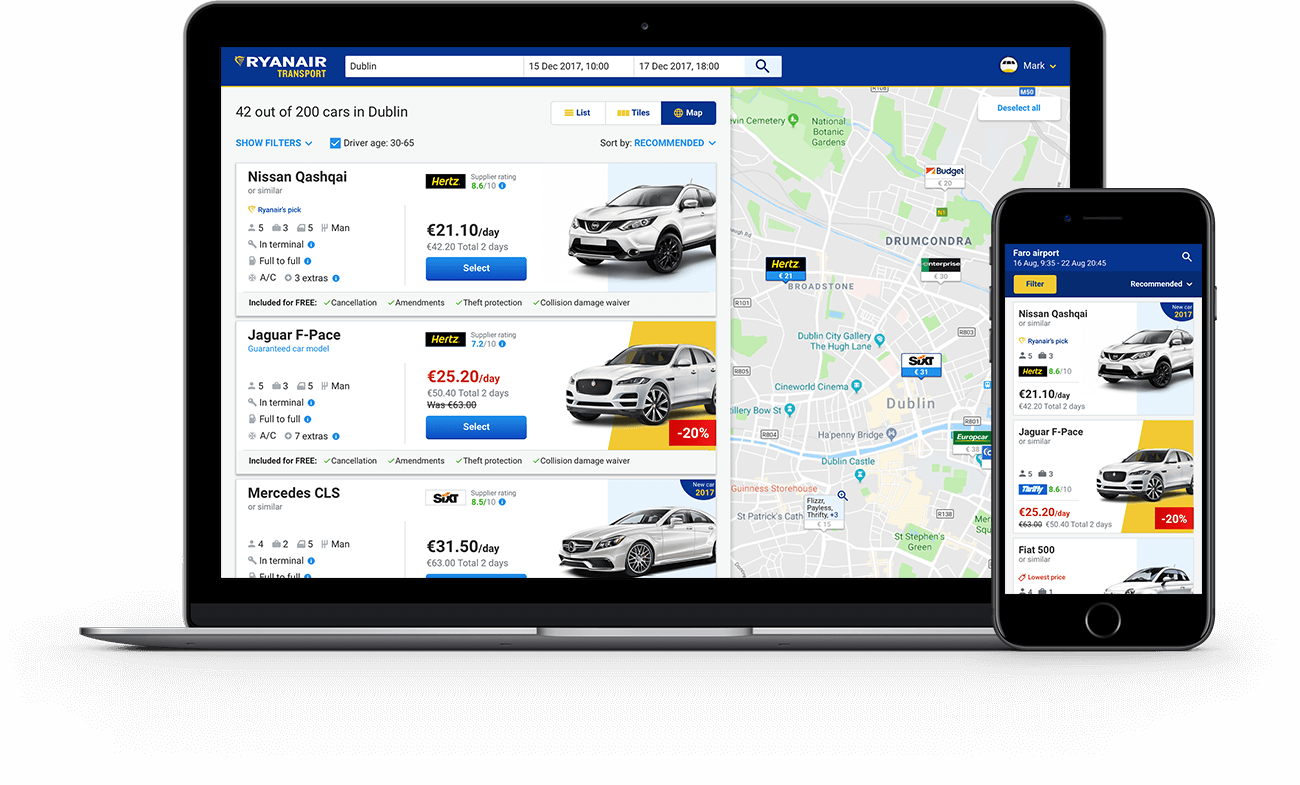 RYANAIR
TRANSPORT
Dublin
15 Dec 2017, 10:00
17 Dec 2017, 18:00
Mark
42 out of 200 cars in Dublin
List
Tiles
Map
SHOW FILTERS
Driver age: 30-65
Sort by: RECOMMENDED
Nissan Qashqai
or similar
Ryanair's pick
5 3 5 Man
In terminal
Full to full
A/C 3 extras
Hertz
Supplier rating
8.6/10
€21.10/day
€42.20 Total 2 days
Select
Included for FREE: Cancellation Amendments Theft protection Collision damage waiver
Jaguar F-Pace
Guaranteed car model
5 3 5 Man
In terminal
Full to full
A/C 7 extras
Hertz
Supplier rating
7.2/10
€25.20/day
€50.40 Total 2 days
Was €63.00
Select
-20%
Included for FREE: Cancellation Amendments Theft protection Collision damage waiver
Mercedes CLS
or similar
4 2 5 Man
In terminal
Full to full
SIXT
Supplier rating
8.5/10
€31.50/day
€63.00 Total 2 days
New car
2017
R108
M50
Deselect all
evin Cemetery
National
Botanic
Gardens
Budget
€ 20
N1
DRUMCONDRA
Hertz
€ 21
enterprise
€ 30
BROADSTONE
R101
Dublin City Gallery
The Hugh Lane
R803
SIXT
€ 31
R805
Cineworld Cinema
Dublin
tillery Bow St
R804
Ha'penny Bridge
R801
Europcar
€ 38
Dublin Castle
Guinness Storehouse
Flizzr,
Payless,
Thrifty, +3
€ 15
St Patrick's Cath
R138
Mer
Squ
St Stephen's
Green
Faro airport
16 Aug, 9:35 - 22 Aug 20:45
Filter
Recommended
Nissan Qashqai
or similar
New car
2017
Ryanair's pick
5 3
Hertz 8.6/10
€21.10/day
€42.20 Total 2 days
Jaguar F-Pace
or similar
5 3
Thrifty 8.6/10
€25.20/day
€63.00 €50.40 Total 2 days
-20%
Fiat 500
or similar
Lowest price
4 1